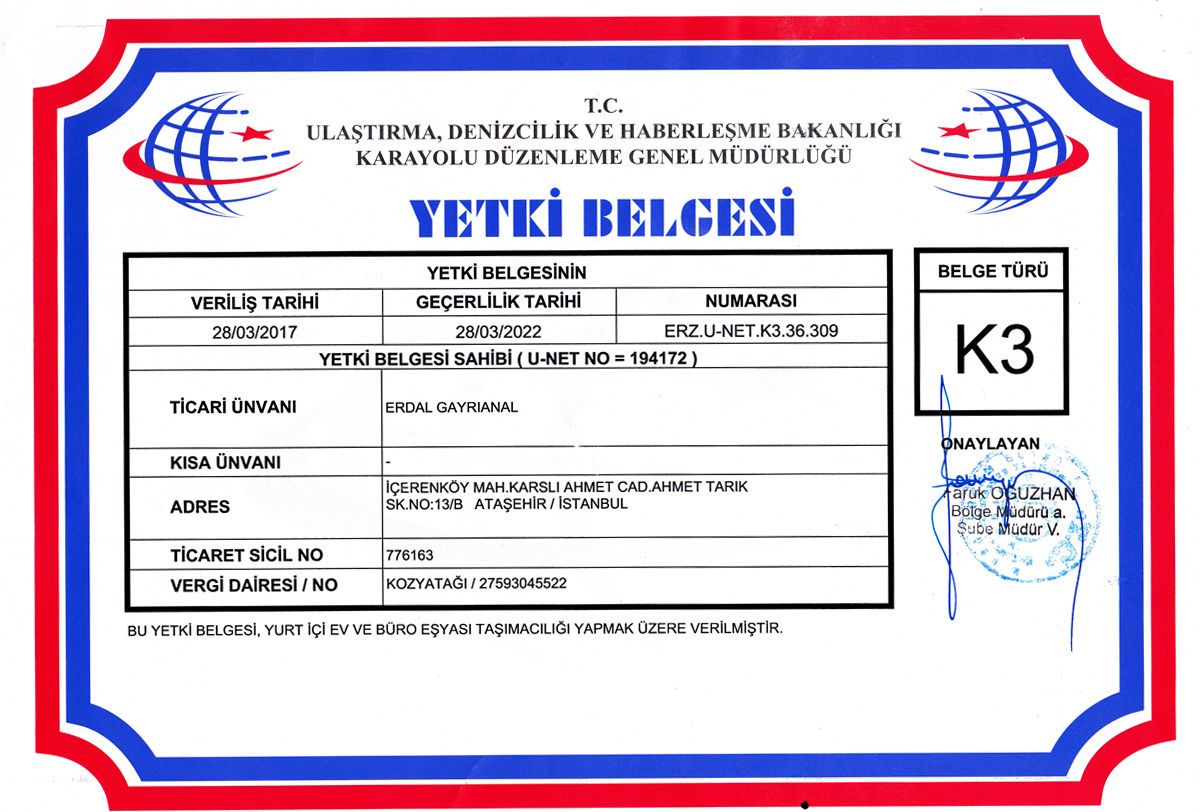 T.C.
ULAŞTIRMA, DENİZCİLİK VE HABERLEŞME BAKANLIĞI
KARAYOLU DÜZENLEME GENEL MÜDÜRLÜĞÜ
YETKİ BELGESİ
YETKİ BELGESİNİN
VERİLİŞ TARİHİ GEÇERLİLİK TARİHİ NUMARASI
28/03/2017 28/03/2022 ERZ.U-NET.K3.36.309
YETKİ BELGESİ SAHİBİ ( U-NET NO = 194172 )
TİCARİ ÜNVANI ERDAL GAYRIANAL
KISA ÜNVANI -
ADRES İÇERENKÖY MAH.KARSLI AHMET CAD.AHMET TARIK
SK.NO:13/B ATAŞEHİR / İSTANBUL
TİCARET SİCİL NO 776163
VERGİ DAİRESİ / NO KOZYATAĞI / 27593045522
BU YETKİ BELGESİ, YURT İÇİ EV VE BÜRO EŞYASI TAŞIMACILIĞI YAPMAK ÜZERE VERİLMİŞTİR.
BELGE TÜRÜ
K3
ONAYLAYAN
Faruk OĞUZHAN
Bölge Müdürü a.
Şube Müdür V.